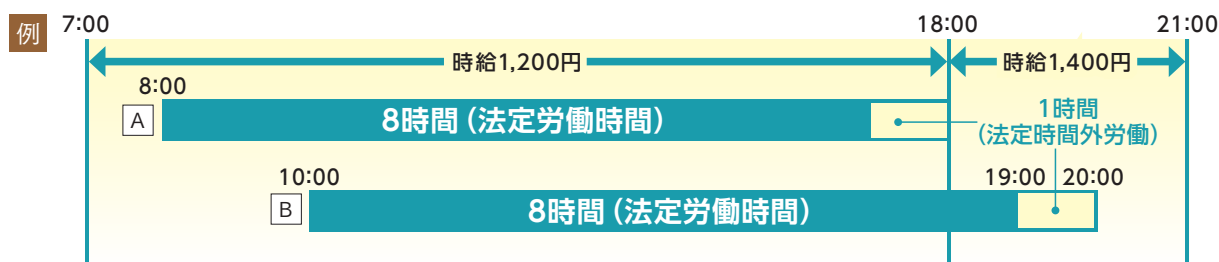 例
7:00 18:00 21:00
時給1,200円 時給1,400円
8:00
A 8時間（法定労働時間）
1時間
（法定時間外労働）
10:00 19:00 20:00
B 8時間（法定労働時間）